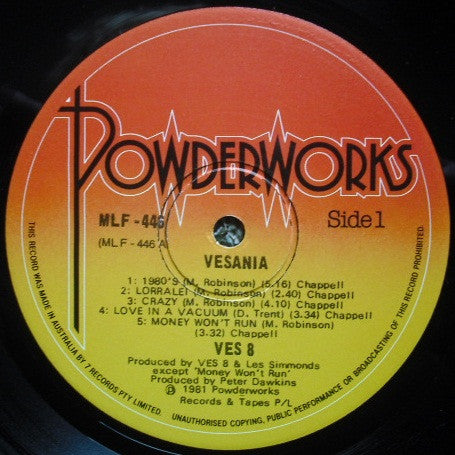 POWDERWORKS
MLF-446
Side 1
(MLF-446 A)
VESANIA
1: 1980'S (M. Robinson) (5.16) Chappell
2: LORRALEI (M. Robinson) (2.40) Chappell
3: CRAZY (M. Robinson) (4.10) Chappell
4: LOVE IN A VACUUM (D. Trent) (3.34) Chappell
5: MONEY WON'T RUN (M. Robinson)
(3.32) Chappell
VES 8
Produced by VES 8 & Les Simmonds
except 'Money Won't Run'
Produced by Peter Dawkins
℗ 1981 Powderworks
Records & Tapes P/L
THIS RECORD WAS MADE IN AUSTRALIA BY 7 RECORDS PTY LIMITED. UNAUTHORISED COPYING, PUBLIC PERFORMANCE OR BROADCASTING OF THIS RECORD PROHIBITED.